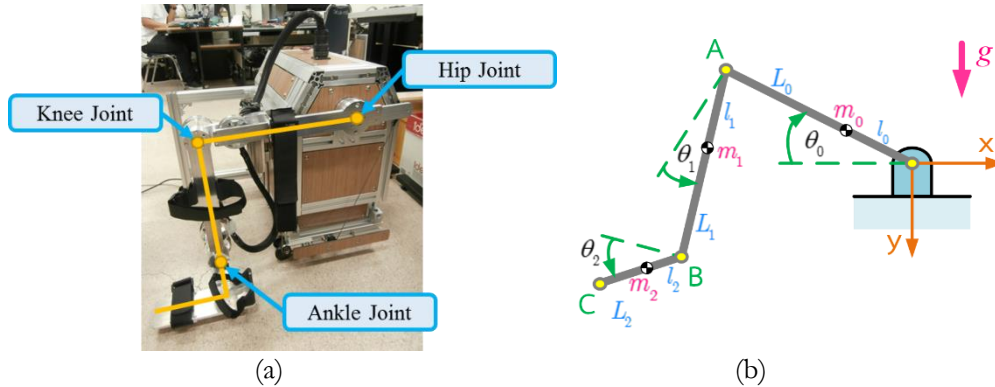 Hip Joint
Knee Joint
Ankle Joint
(a)
A
L₀
g
l₁
m₀
l₀
θ₁
m₁
θ₀
x
L₁
y
θ₂
B
m₂
l₂
C
L₂
(b)